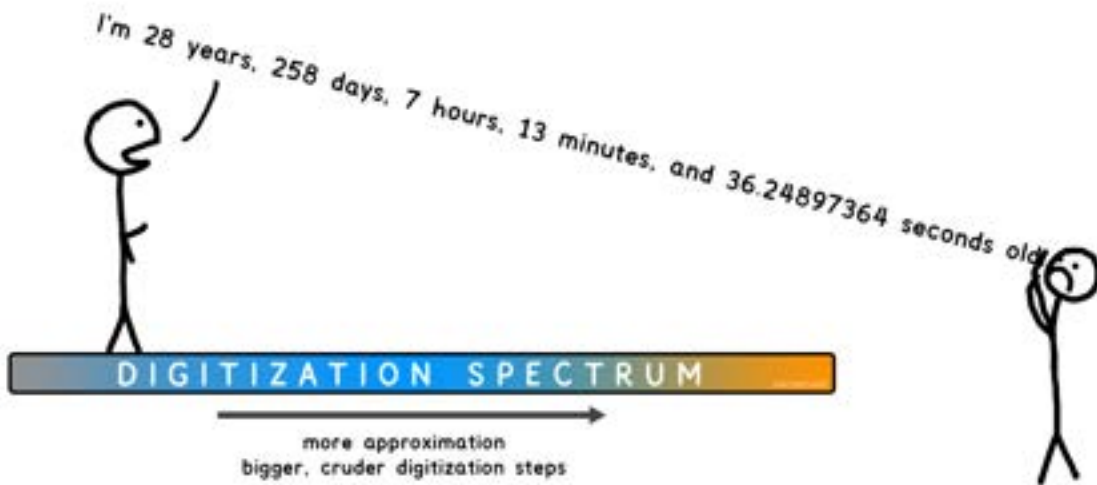 I'm 28 years, 258 days, 7 hours, 13 minutes, and 36.24897364 seconds old
DIGITIZATION SPECTRUM
more approximation
bigger, cruder digitization steps